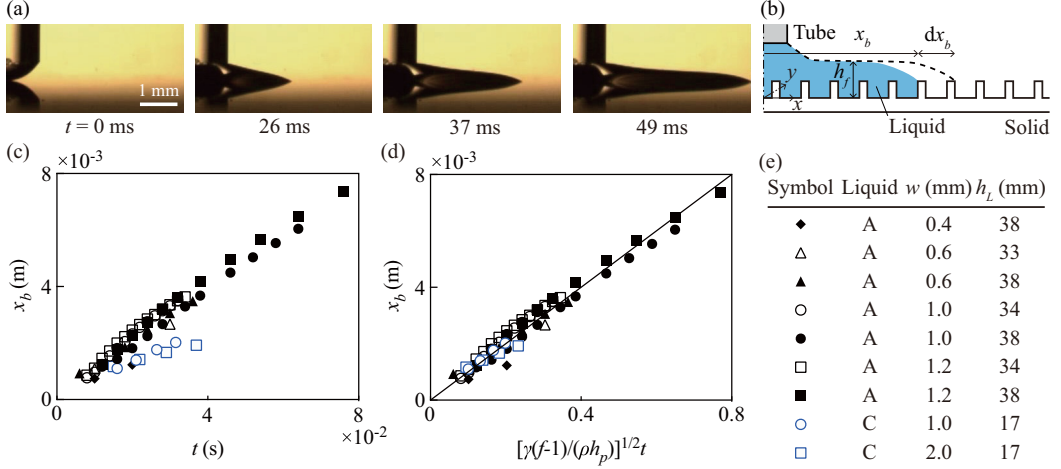 (a)
1 mm
t = 0 ms
26 ms
37 ms
49 ms
(b)
Tube
x_b
dx_b
h_f
y
x
Liquid
Solid
(c)
×10⁻³
8
4
0
x_b (m)
0
4
8
×10⁻²
t (s)
(d)
×10⁻³
8
4
0
x_b (m)
0
0.4
0.8
[γ(f-1)/(ρh_p)]^{1/2}t
(e)
Symbol Liquid w (mm) h_L (mm)
◆ A 0.4 38
△ A 0.6 33
▲ A 0.6 38
○ A 1.0 34
● A 1.0 38
□ A 1.2 34
■ A 1.2 38
○ C 1.0 17
□ C 2.0 17